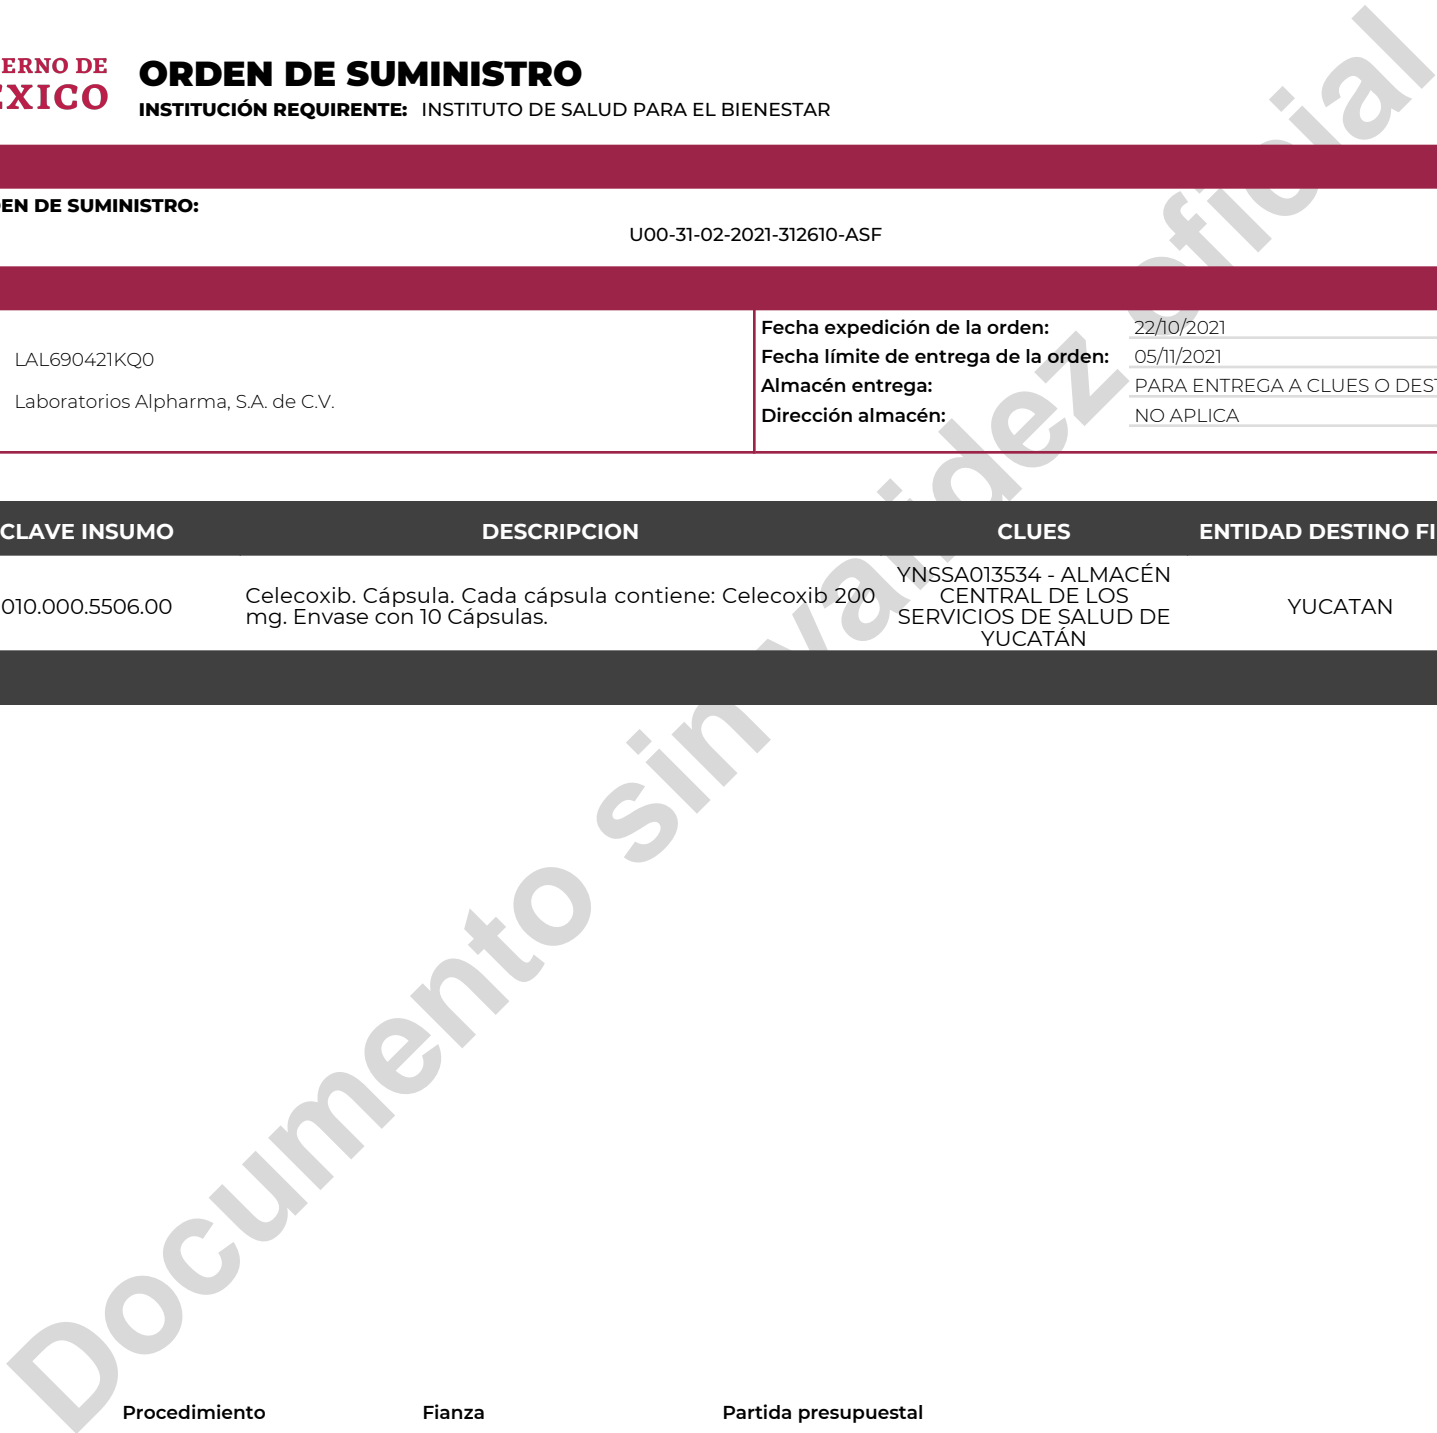 ERNO DE
EXICO
ORDEN DE SUMINISTRO
INSTITUCIÓN REQUIRENTE: INSTITUTO DE SALUD PARA EL BIENESTAR
EN DE SUMINISTRO:
U00-31-02-2021-312610-ASF
LAL690421KQ0
Laboratorios Alpharma, S.A. de C.V.
Fecha expedición de la orden: 22/10/2021
Fecha límite de entrega de la orden: 05/11/2021
Almacén entrega: PARA ENTREGA A CLUES O DEST
Dirección almacén: NO APLICA
CLAVE INSUMO DESCRIPCION CLUES ENTIDAD DESTINO FI
010.000.5506.00
Celecoxib. Cápsula. Cada cápsula contiene: Celecoxib 200
mg. Envase con 10 Cápsulas.
YNSSA013534 - ALMACÉN
CENTRAL DE LOS
SERVICIOS DE SALUD DE
YUCATÁN
YUCATAN
Documento sin validez oficial
Procedimiento Fianza Partida presupuestal